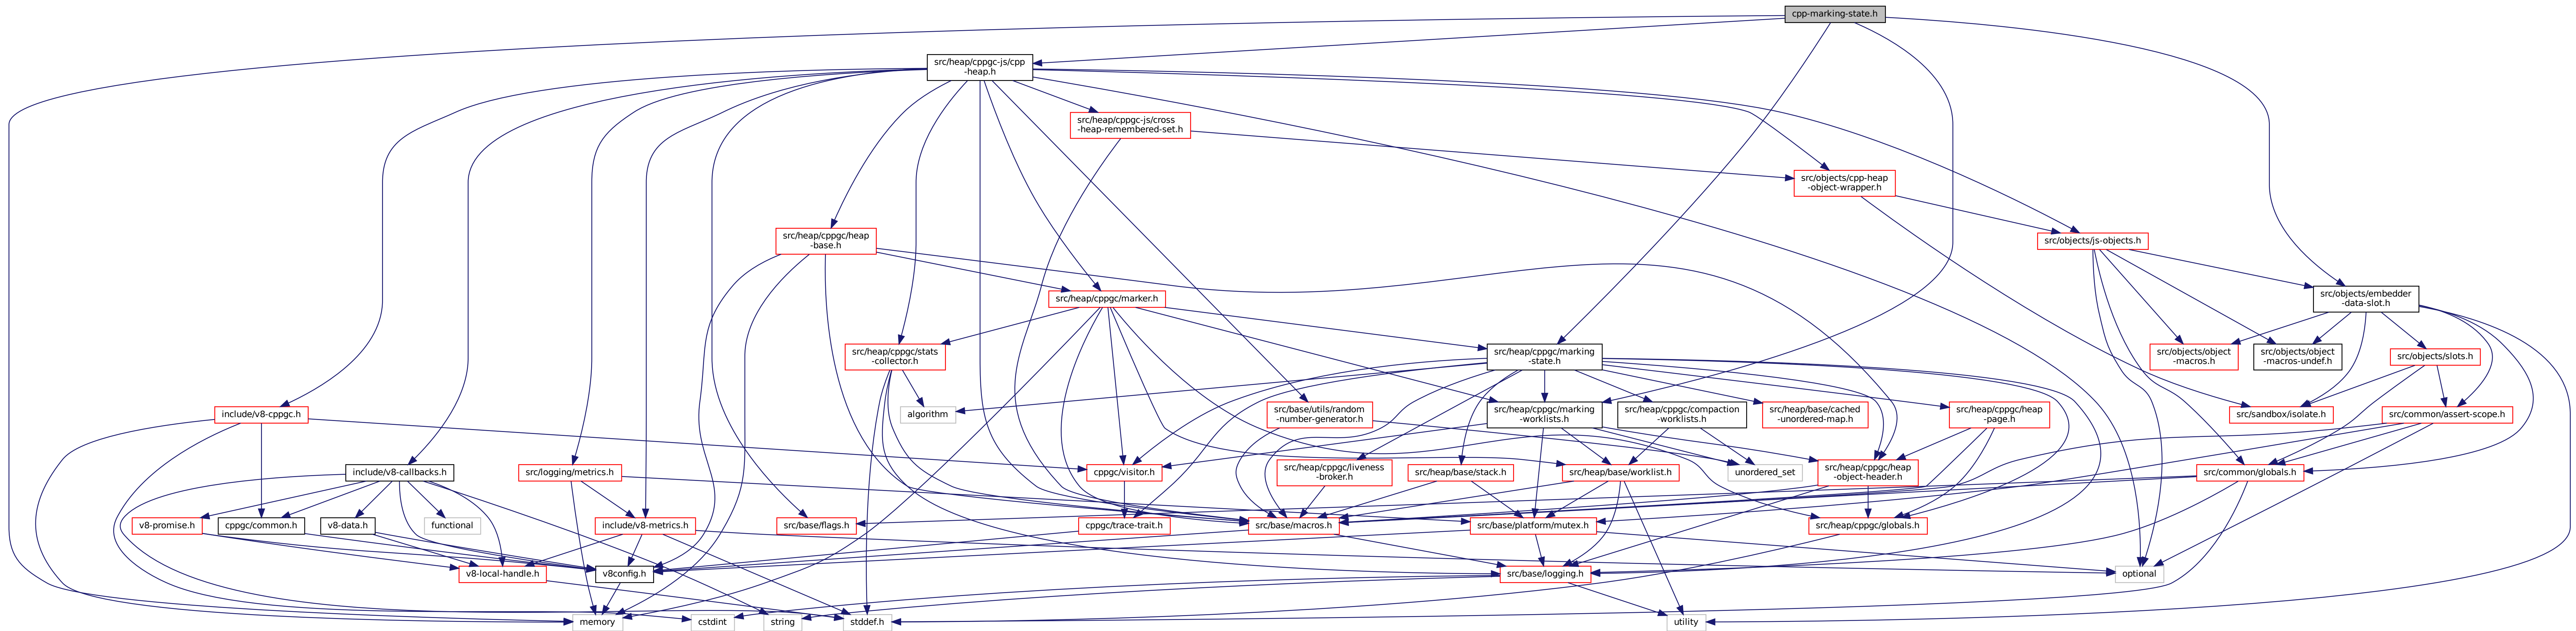 cpp-marking-state.h
src/heap/cppgc-js/cpp
-heap.h
src/heap/cppgc-js/cross
-heap-remembered-set.h
src/objects/cpp-heap
-object-wrapper.h
src/heap/cppgc/heap
-base.h
src/objects/js-objects.h
src/heap/cppgc/marker.h
src/objects/embedder
-data-slot.h
src/heap/cppgc/stats
-collector.h
src/heap/cppgc/marking
-state.h
src/objects/object
-macros.h
src/objects/object
-macros-undef.h
src/objects/slots.h
include/v8-cppgc.h
algorithm
src/base/utils/random
-number-generator.h
src/heap/cppgc/marking
-worklists.h
src/heap/cppgc/compaction
-worklists.h
src/heap/base/cached
-unordered-map.h
src/heap/cppgc/heap
-page.h
src/sandbox/isolate.h
src/common/assert-scope.h
include/v8-callbacks.h
src/logging/metrics.h
cppgc/visitor.h
src/heap/cppgc/liveness
-broker.h
src/heap/base/stack.h
src/heap/base/worklist.h
unordered_set
src/heap/cppgc/heap
-object-header.h
src/common/globals.h
v8-promise.h
cppgc/common.h
v8-data.h
functional
include/v8-metrics.h
src/base/flags.h
cppgc/trace-trait.h
src/base/macros.h
src/base/platform/mutex.h
src/heap/cppgc/globals.h
v8-local-handle.h
v8config.h
src/base/logging.h
optional
memory
cstdint
string
stddef.h
utility